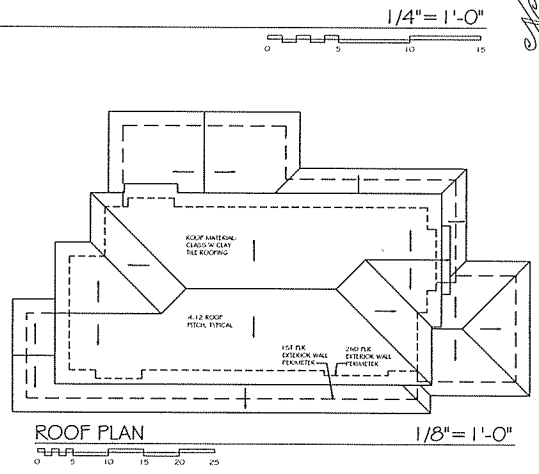 1/4" = 1'-0"
0 5 10 15
ROOF MATERIAL:
CLASS 'A' CLAY
TILE ROOFING
4:12 ROOF
PITCH, TYPICAL
1ST FLR
EXTERIOR WALL
PERIMETER
2ND FLR
EXTERIOR WALL
PERIMETER
ROOF PLAN
1/8" = 1'-0"
0 5 10 15 20 25